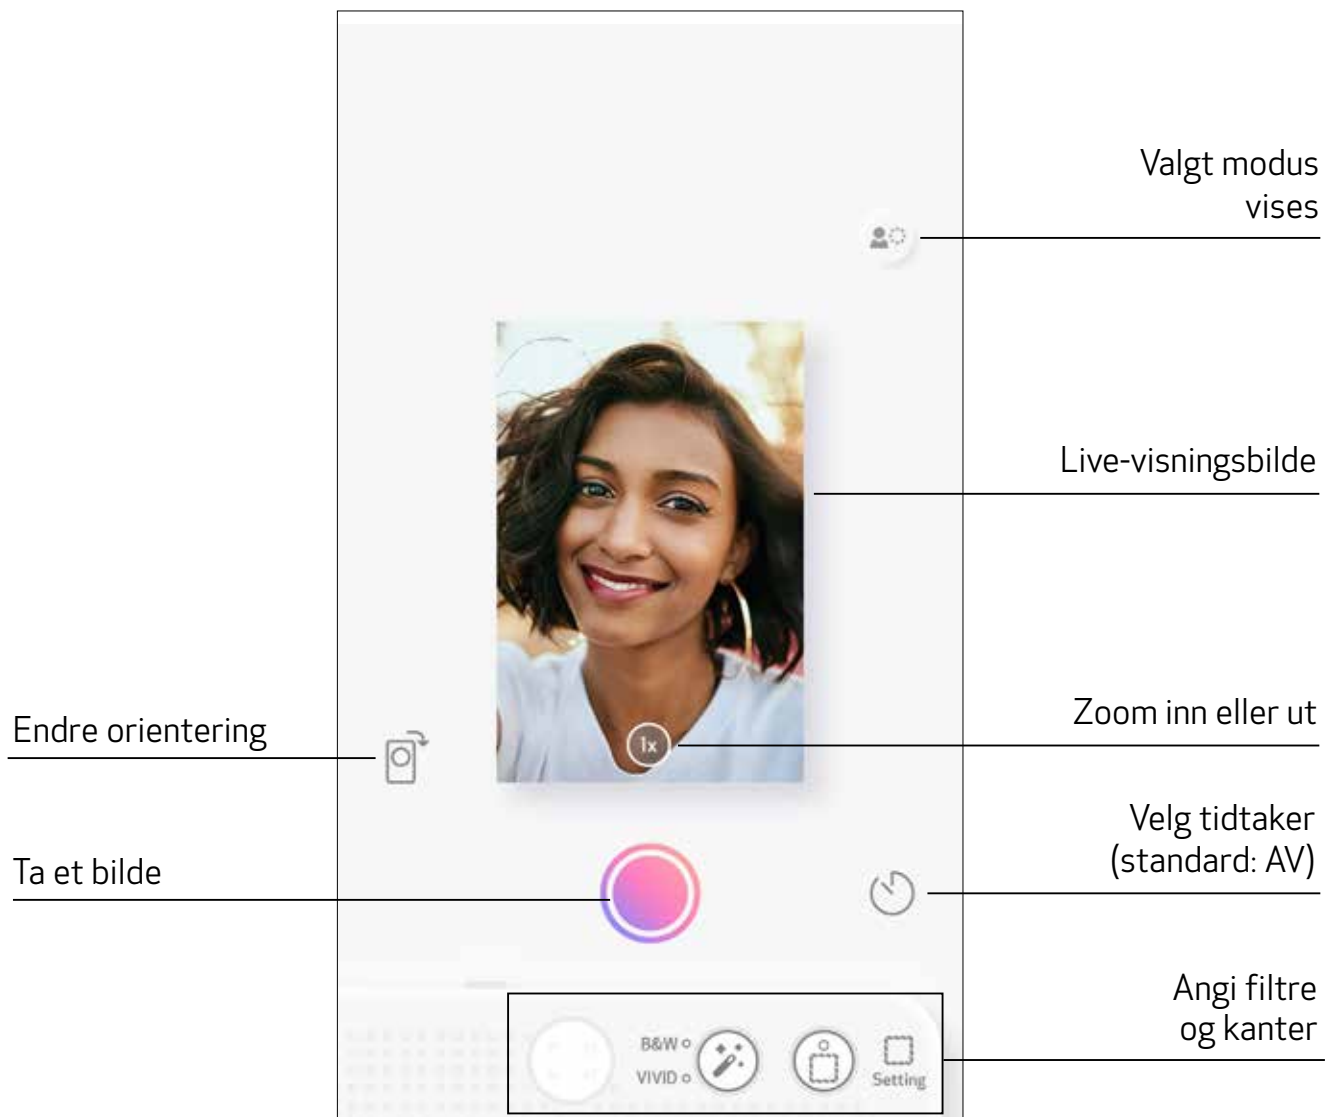 Valgt modus
vises
Live-visningsbilde
Zoom inn eller ut
1x
Endre orientering
Velg tidtaker
(standard: AV)
Ta et bilde
Angi filtre
og kanter
B&W
VIVID
Setting